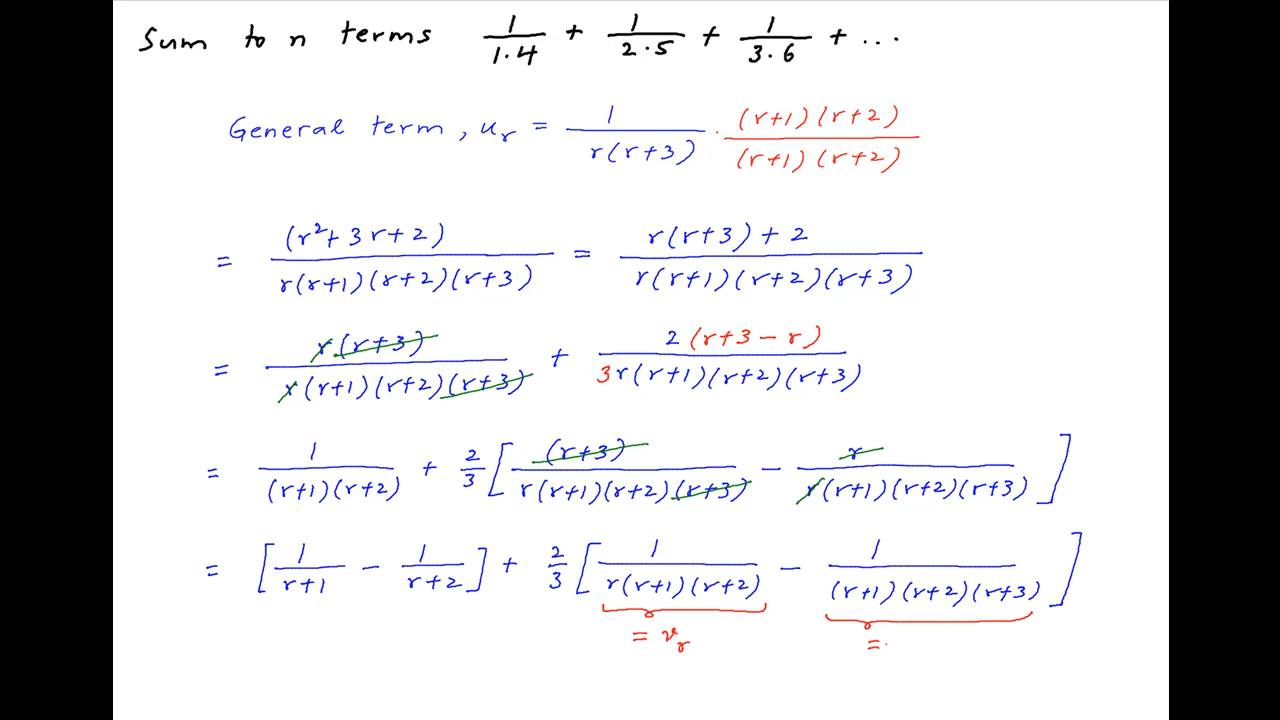 Sum to n terms 1/1·4 + 1/2·5 + 1/3·6 + ...
General term, u_r = 1/r(r+3) · (r+1)(r+2)/(r+1)(r+2)
= (r²+3r+2)/r(r+1)(r+2)(r+3) = r(r+3)+2/r(r+1)(r+2)(r+3)
= r(r+3)/r(r+1)(r+2)(r+3) + 2(r+3-r)/3r(r+1)(r+2)(r+3)
= 1/(r+1)(r+2) + 2/3 [ (r+3)/r(r+1)(r+2)(r+3) - r/r(r+1)(r+2)(r+3) ]
= [ 1/r+1 - 1/r+2 ] + 2/3 [ 1/r(r+1)(r+2) - 1/(r+1)(r+2)(r+3) ]
= v_r =